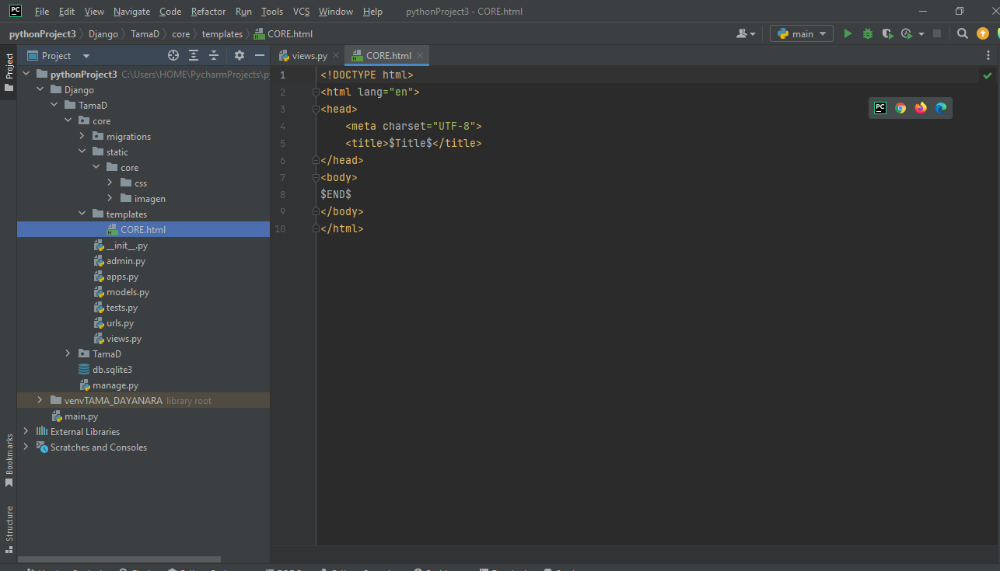 PC File Edit View Navigate Code Refactor Run Tools VCS Window Help pythonProject3 - CORE.html
pythonProject3 Django TamaD core templates CORE.html main
Project
Project
views.py CORE.html
pythonProject3 C:\Users\HOME\PycharmProjects\p
Django
TamaD
core
migrations
static
core
css
imagen
templates
CORE.html
__init__.py
admin.py
apps.py
models.py
tests.py
urls.py
views.py
TamaD
db.sqlite3
manage.py
venvTAMA_DAYANARA library root
main.py
External Libraries
Scratches and Consoles
Bookmarks
Structure
1 <!DOCTYPE html>
2 <html lang="en">
3 <head>
4 <meta charset="UTF-8">
5 <title>$Title$</title>
6 </head>
7 <body>
8 $END$
9 </body>
10 </html>
PC